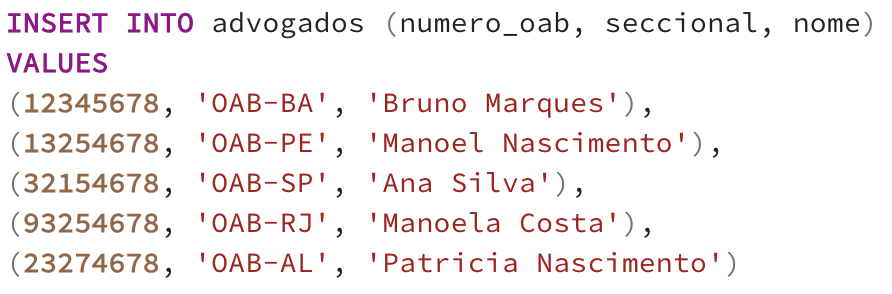 INSERT INTO advogados (numero_oab, seccional, nome)
VALUES
(12345678, 'OAB-BA', 'Bruno Marques'),
(13254678, 'OAB-PE', 'Manoel Nascimento'),
(32154678, 'OAB-SP', 'Ana Silva'),
(93254678, 'OAB-RJ', 'Manoela Costa'),
(23274678, 'OAB-AL', 'Patricia Nascimento')